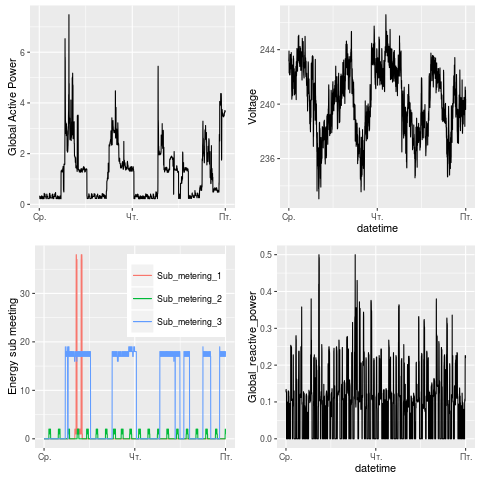 Global Active Power
6
4
2
0
Ср.
Чт.
Пт.
Voltage
244
240
236
Ср.
Чт.
Пт.
datetime
Energy sub meeting
30
20
10
0
Sub_metering_1
Sub_metering_2
Sub_metering_3
Ср.
Чт.
Пт.
Global_reactive_power
0.5
0.4
0.3
0.2
0.1
0.0
Ср.
Чт.
Пт.
datetime